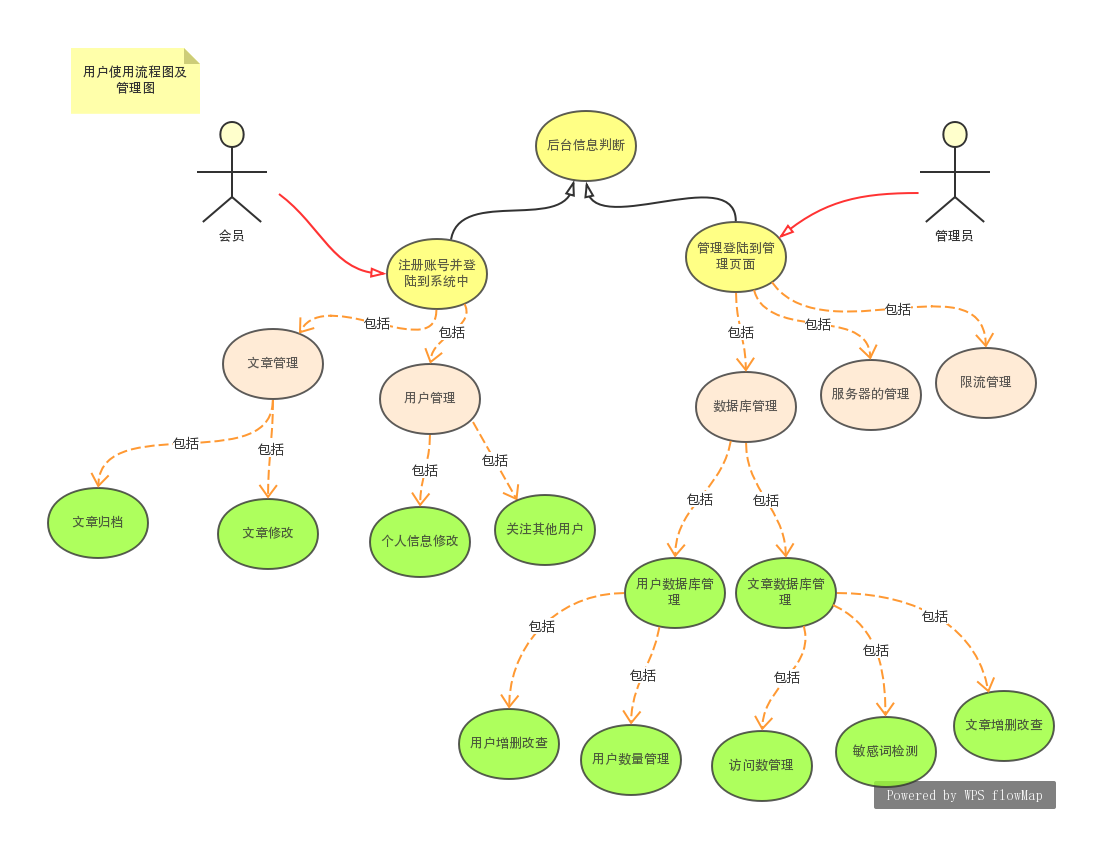 用户使用流程图及
管理图
后台信息判断
会员
管理员
注册账号并登
陆到系统中
管理登陆到管
理页面
包括
包括
包括
包括
包括
文章管理
用户管理
数据库管理
服务器的管理
限流管理
包括
包括
包括
包括
包括
包括
文章归档
文章修改
个人信息修改
关注其他用户
用户数据库管
理
文章数据库管
理
包括
包括
包括
包括
包括
用户增删改查
用户数量管理
访问数管理
敏感词检测
文章增删改查
Powered by WPS flowMap